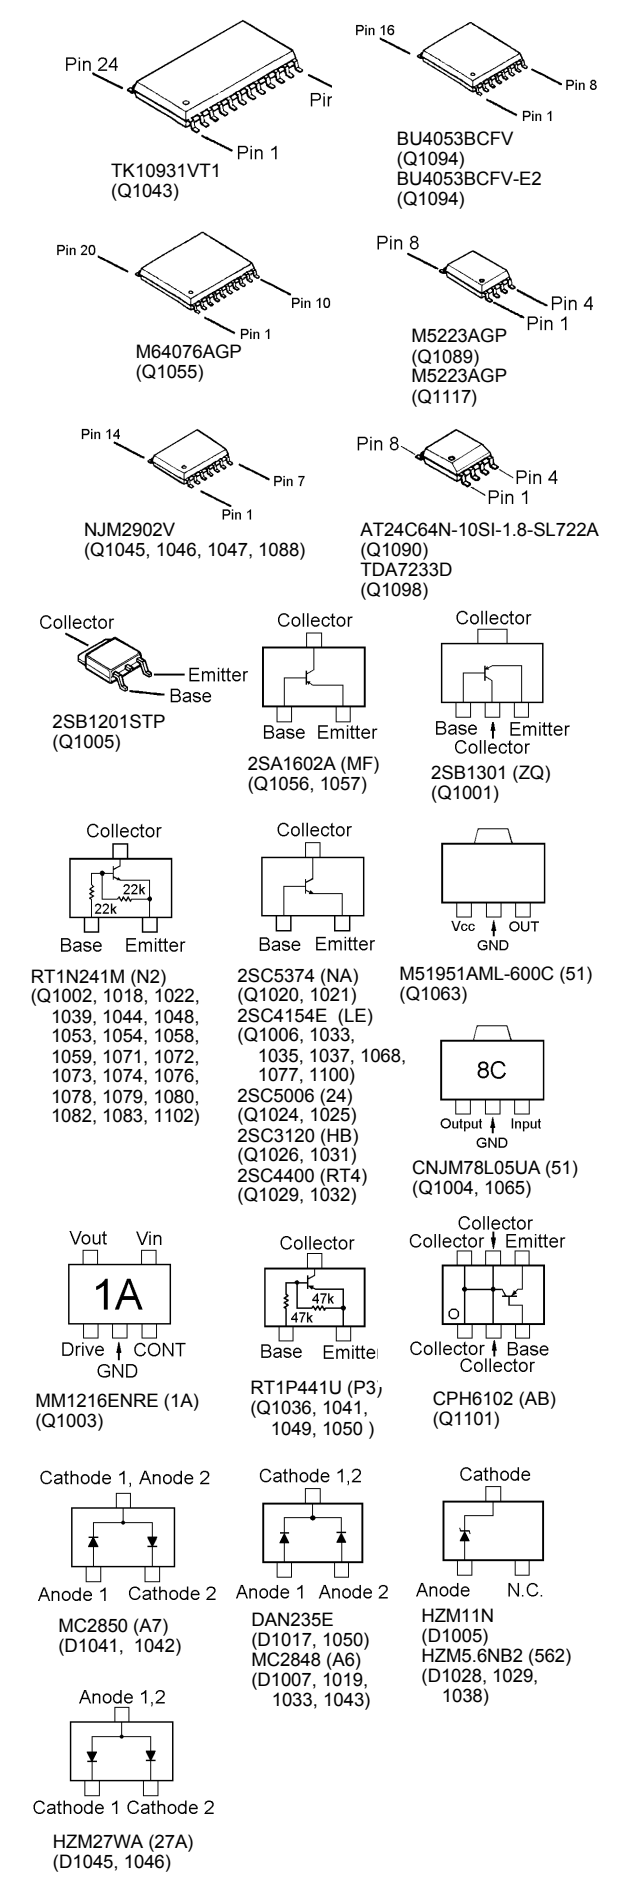 Pin 24
Pin
Pin 1
TK10931VT1
(Q1043)
Pin 16
Pin 8
Pin 1
BU4053BCFV
(Q1094)
BU4053BCFV-E2
(Q1094)
Pin 20
Pin 10
Pin 1
M64076AGP
(Q1055)
Pin 8
Pin 4
Pin 1
M5223AGP
(Q1089)
M5223AGP
(Q1117)
Pin 14
Pin 7
Pin 1
NJM2902V
(Q1045, 1046, 1047, 1088)
Pin 8
Pin 4
Pin 1
AT24C64N-10SI-1.8-SL722A
(Q1090)
TDA7233D
(Q1098)
Collector
Emitter
Base
2SB1201STP
(Q1005)
Collector
Base Emitter
2SA1602A (MF)
(Q1056, 1057)
Collector
Base Emitter
Collector
2SB1301 (ZQ)
(Q1001)
Collector
22k
22k
Base Emitter
RT1N241M (N2)
(Q1002, 1018, 1022,
1039, 1044, 1048,
1053, 1054, 1058,
1059, 1071, 1072,
1073, 1074, 1076,
1078, 1079, 1080,
1082, 1083, 1102)
Collector
Base Emitter
2SC5374 (NA)
(Q1020, 1021)
2SC4154E (LE)
(Q1006, 1033,
1035, 1037, 1068,
1077, 1100)
2SC5006 (24)
(Q1024, 1025)
2SC3120 (HB)
(Q1026, 1031)
2SC4400 (RT4)
(Q1029, 1032)
Vcc OUT
GND
M51951AML-600C (51)
(Q1063)
8C
Output Input
GND
CNJM78L05UA (51)
(Q1004, 1065)
Vout Vin
1A
Drive CONT
GND
MM1216ENRE (1A)
(Q1003)
Collector
47k
47k
Base Emitte
RT1P441U (P3)
(Q1036, 1041,
1049, 1050 )
Collector
Collector Emitter
Collector Base
Collector
CPH6102 (AB)
(Q1101)
Cathode 1, Anode 2
Anode 1 Cathode 2
MC2850 (A7)
(D1041, 1042)
Cathode 1,2
Anode 1 Anode 2
DAN235E
(D1017, 1050)
MC2848 (A6)
(D1007, 1019,
1033, 1043)
Cathode
Anode N.C.
HZM11N
(D1005)
HZM5.6NB2 (562)
(D1028, 1029,
1038)
Anode 1,2
Cathode 1 Cathode 2
HZM27WA (27A)
(D1045, 1046)